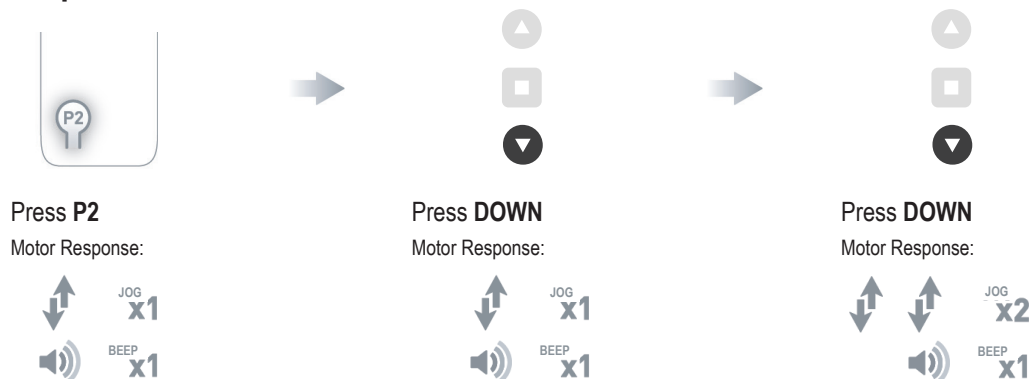 P2
Press P2
Motor Response:
JOG
x1
BEEP
x1
Press DOWN
Motor Response:
JOG
x1
BEEP
x1
Press DOWN
Motor Response:
JOG
x2
BEEP
x1